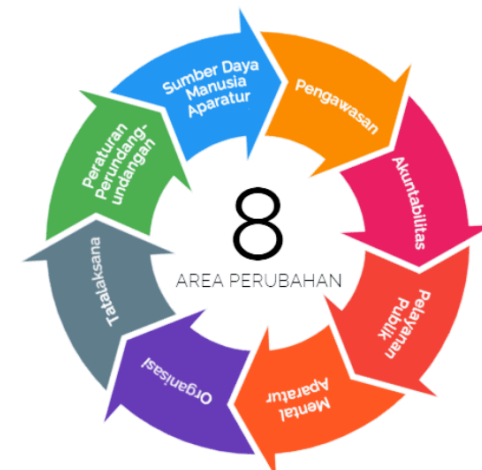 Sumber Daya
Manusia
Aparatur
Pengawasan
Akuntabilitas
Pelayanan
Publik
Mental
Aparatur
Organisasi
Tatalaksana
Peraturan
Perundang-
undangan
8
AREA PERUBAHAN